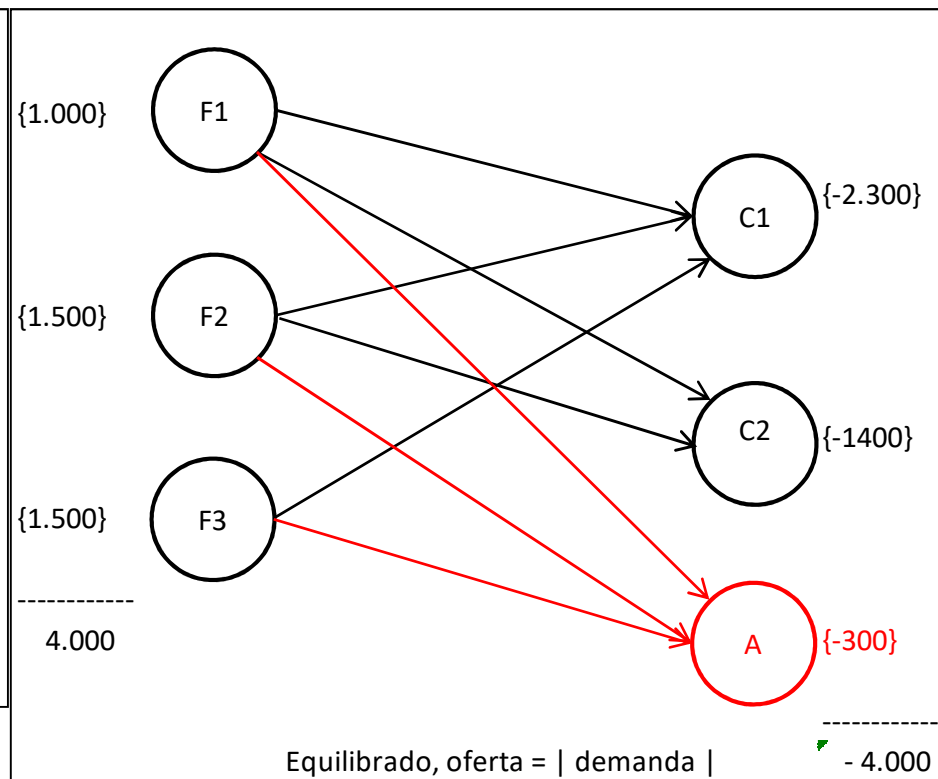 {1.000}
F1
{-2.300}
C1
{1.500}
F2
C2
{-1400}
{1.500}
F3
------------
4.000
A
{-300}
------------
Equilibrado, oferta = | demanda |
- 4.000